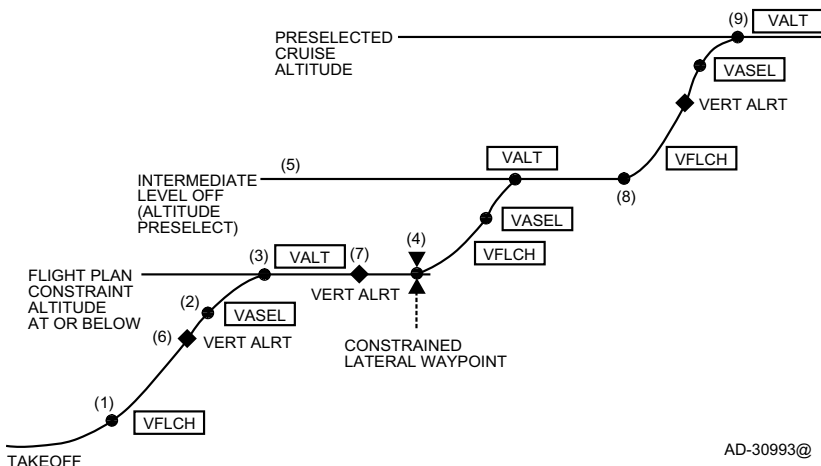 (9) VALT
PRESELECTED
CRUISE
ALTITUDE
VASEL
VERT ALRT
VALT
(5)
VFLCH
INTERMEDIATE
LEVEL OFF
(ALTITUDE
PRESELECT)
(8)
VASEL
(4)
(3) VALT (7)
VFLCH
FLIGHT PLAN
CONSTRAINT
ALTITUDE
AT OR BELOW
VERT ALRT
(2)
VASEL
(6) VERT ALRT
CONSTRAINED
LATERAL WAYPOINT
(1)
VFLCH
TAKEOFF
AD-30993@